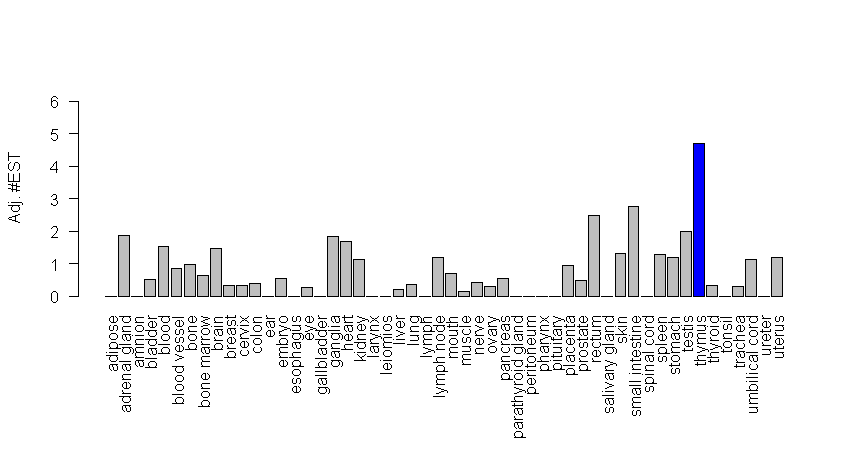 6
5
4
3
2
1
0
Adj. #EST
adipose
adrenal gland
amnion
bladder
blood
blood vessel
bone
bone marrow
brain
breast
cervix
colon
ear
embryo
esophagus
eye
gallbladder
ganglia
heart
kidney
larynx
leiomios
liver
lung
lymph
lymph node
mouth
muscle
nerve
ovary
pancreas
parathyroid gland
peritoneum
pharynx
pituitary
placenta
prostate
rectum
salivary gland
skin
small intestine
spinal cord
spleen
stomach
testis
thymus
thyroid
tonsil
trachea
umbilical cord
ureter
uterus